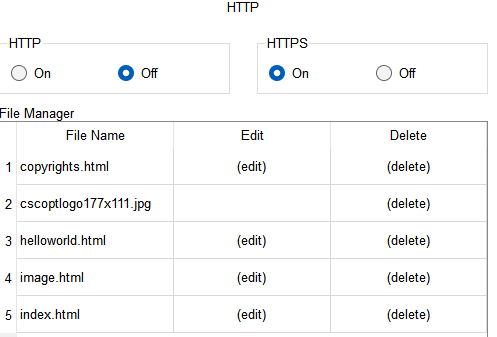 HTTP
HTTP HTTPS
On Off On Off
File Manager
File Name Edit Delete
1 copyrights.html (edit) (delete)
2 cscoptlogo177x111.jpg (delete)
3 helloworld.html (edit) (delete)
4 image.html (edit) (delete)
5 index.html (edit) (delete)